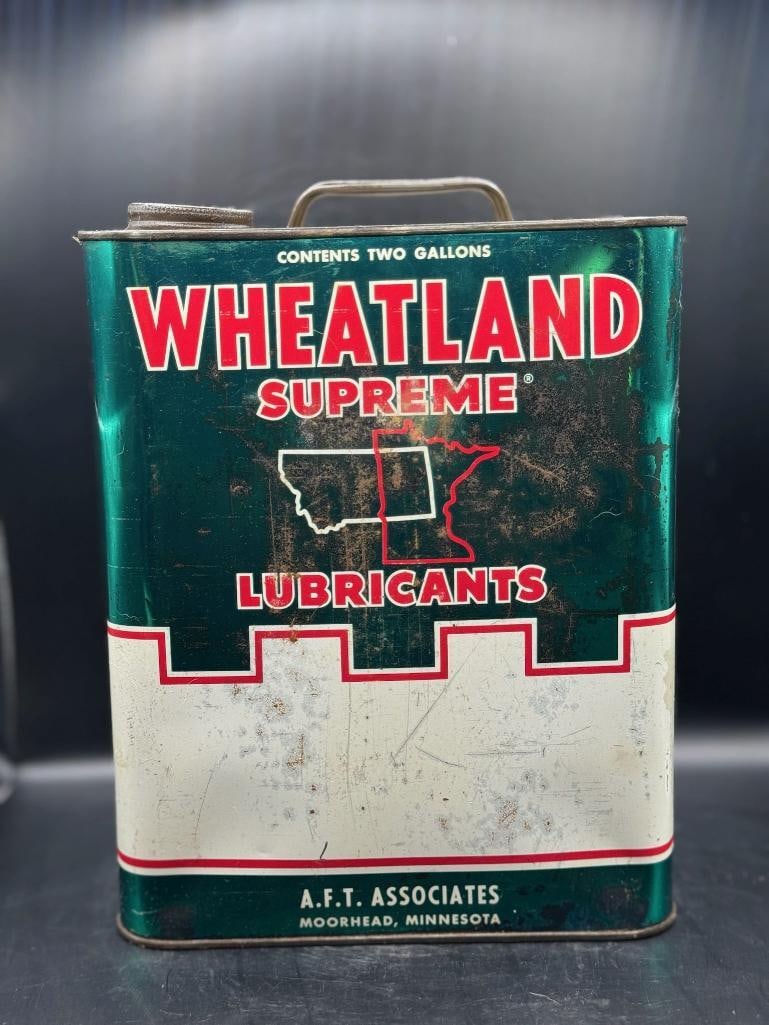 CONTENTS TWO GALLONS
WHEATLAND
SUPREME®
LUBRICANTS
A.F.T. ASSOCIATES
MOORHEAD, MINNESOTA